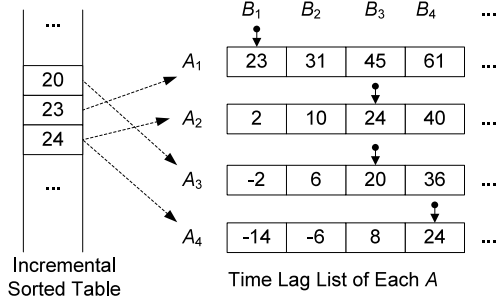 B1 B2 B3 B4 ...
...
20
23
24
...
A1 23 31 45 61 ...
A2 2 10 24 40 ...
A3 -2 6 20 36 ...
A4 -14 -6 8 24 ...
Incremental
Sorted Table
Time Lag List of Each A